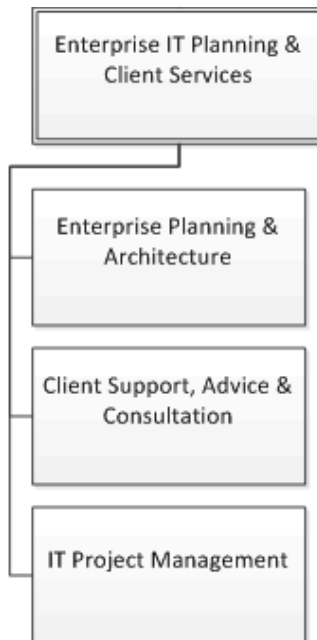 Enterprise IT Planning &
Client Services
Enterprise Planning &
Architecture
Client Support, Advice &
Consultation
IT Project Management